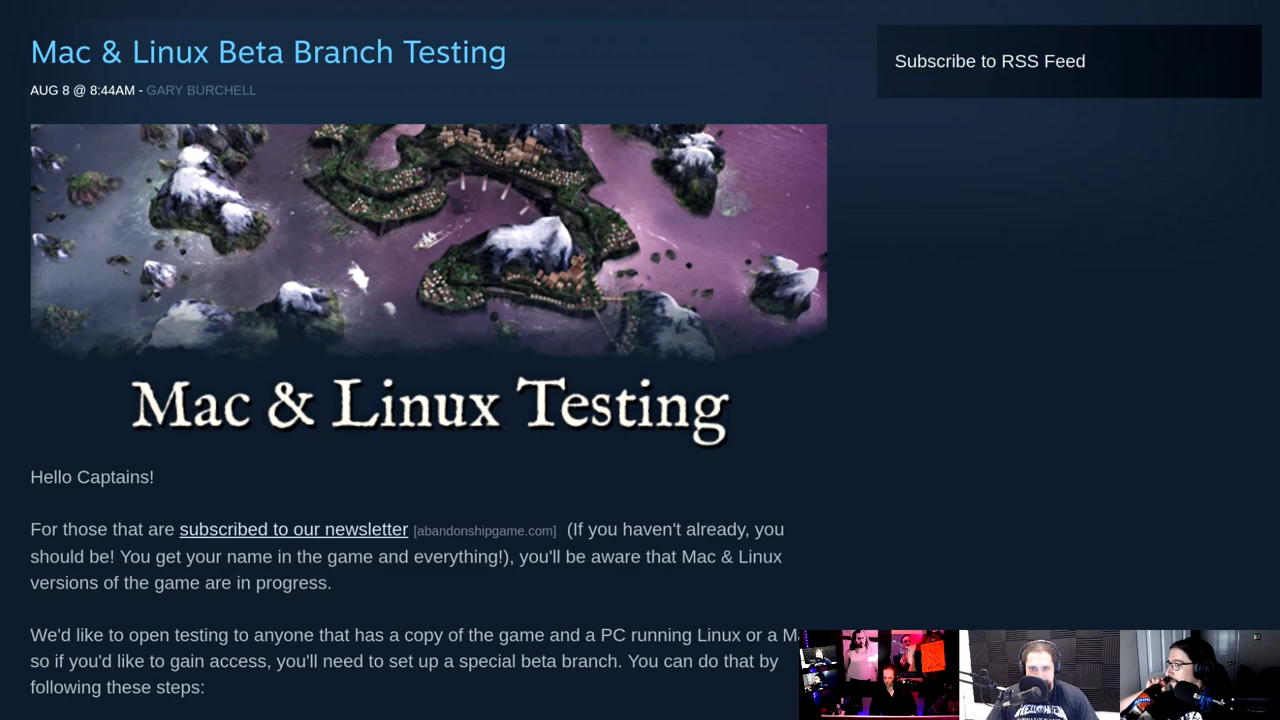 Mac & Linux Beta Branch Testing
Subscribe to RSS Feed
AUG 8 @ 8:44AM - GARY BURCHELL
Mac & Linux Testing
Hello Captains!
For those that are subscribed to our newsletter [abandonshipgame.com] (If you haven't already, you
should be! You get your name in the game and everything!), you'll be aware that Mac & Linux
versions of the game are in progress.
We'd like to open testing to anyone that has a copy of the game and a PC running Linux or a
so if you'd like to gain access, you'll need to set up a special beta branch. You can do that by
following these steps: